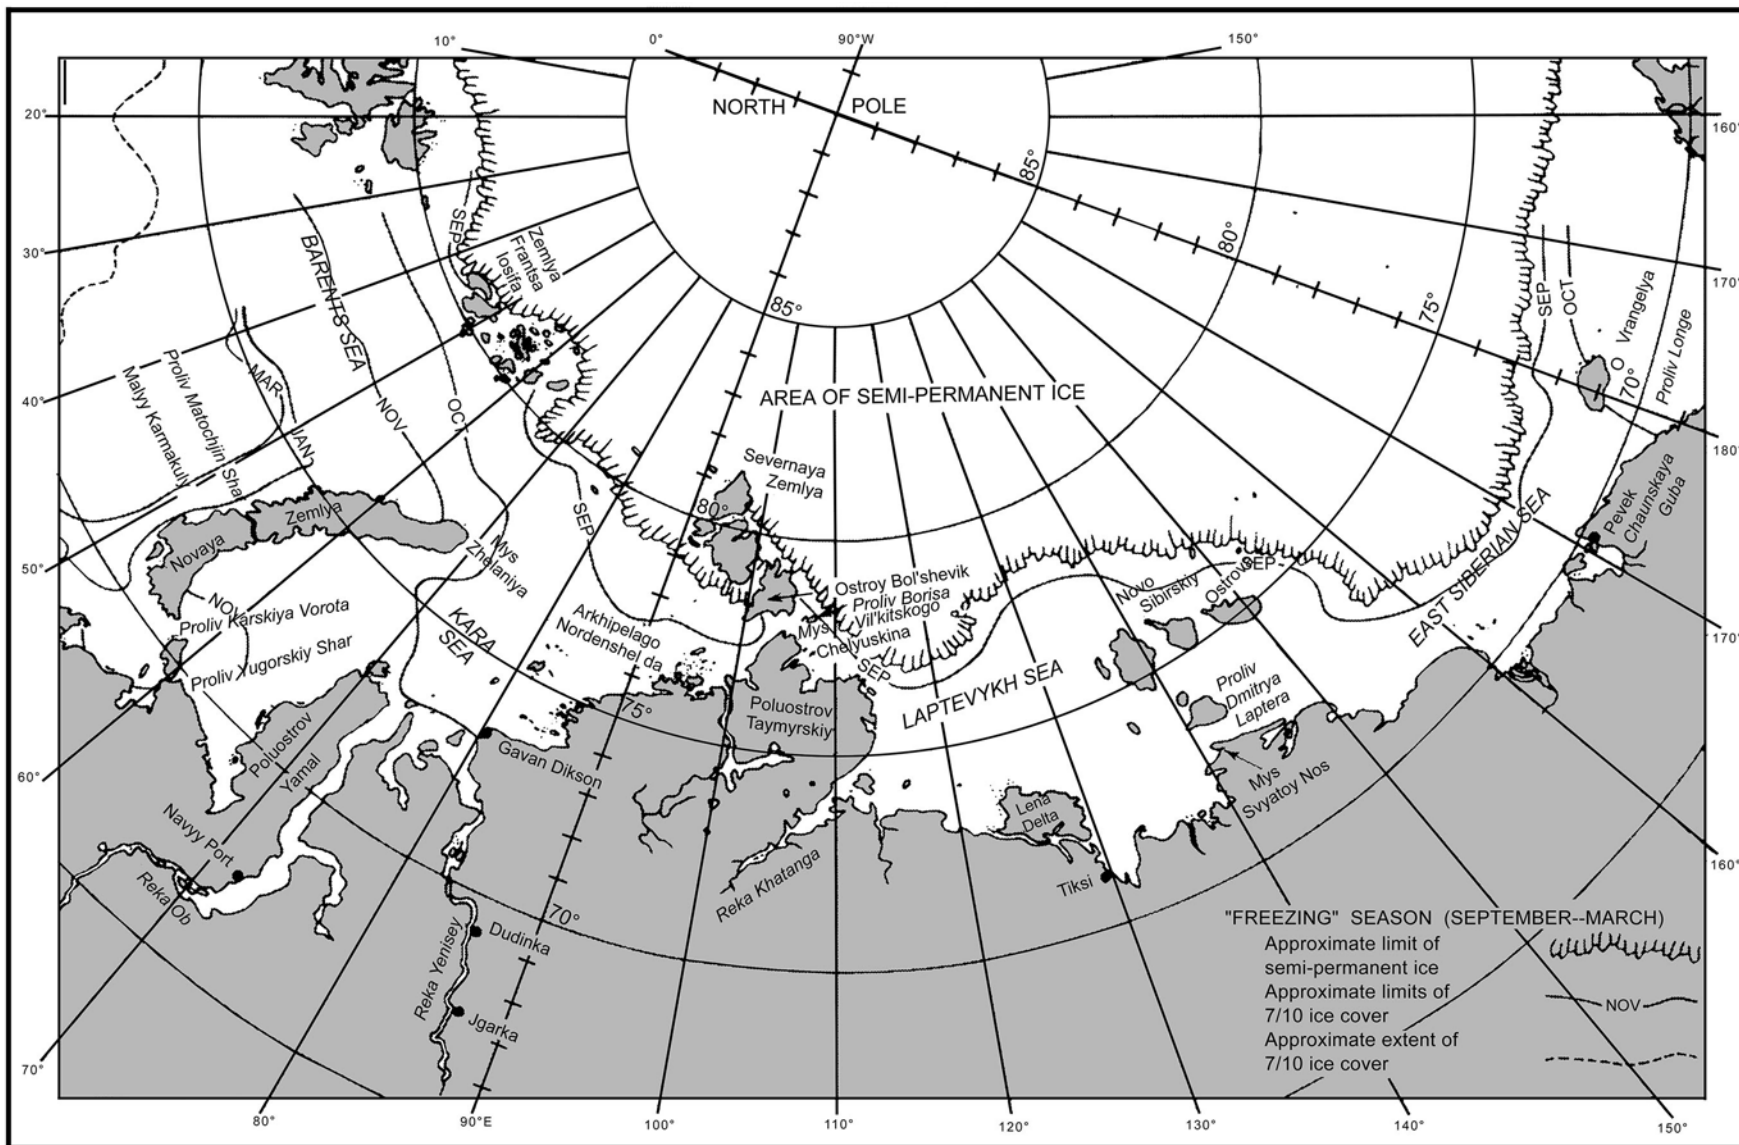 10°
0°
90°W
150°
20°
NORTH POLE
160°
85°
SEP
Zemlya
Frantsa
Iosifa
80°
BARENTS SEA
30°
170°
SEP
OCT
O Vrangelya
Proliv Longe
75°
85°
MAR
NOV
OCT
JAN
70°
AREA OF SEMI-PERMANENT ICE
40°
Proliv Matochjin Shar
Malyy Karmakuly
180°
Severnaya
Zemlya
80°
SEP
Pevek
Chaunskaya
Guba
Novaya
Zemlya
Mys
Zhelaniya
50°
EAST SIBERIAN SEA
SEP
Novo
Sibirskiy
Ostrova
Ostroy Bol'shevik
Proliv Borisa
Vil'kitskogo
Mys
Chelyuskina
SEP
NOV
Proliv Karskiya Vorota
KARA
SEA
Arkhipelago
Nordenshel da
170°
Proliv Yugorskiy Shar
LAPTEVYKH SEA
Proliv
Dmitrya
Laptera
75°
Poluostrov
Taymyrskiy
Poluostrov
Yamal
Gavan Dikson
Mys
Svyatoy Nos
60°
Lena
Delta
Navyy Port
Reka Ob
Reka Khatanga
Tiksi
160°
70°
Reka Yenisey
Dudinka
Jgarka
"FREEZING" SEASON (SEPTEMBER--MARCH)
Approximate limit of
semi-permanent ice
Approximate limits of
7/10 ice cover
NOV
Approximate extent of
7/10 ice cover
70°
80°
90°E
100°
110°
120°
130°
140°
150°